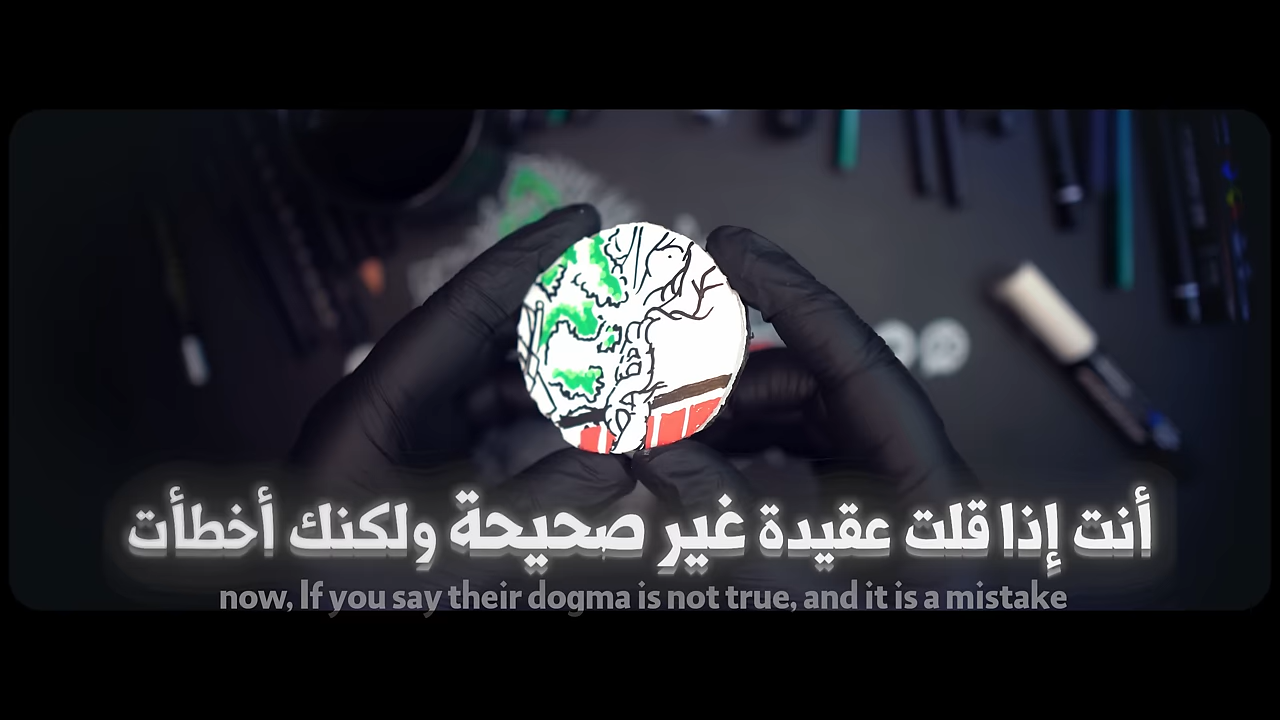 أنت إذا قلت عقيدة غير صحيحة ولكنك أخطأت
now, If you say their dogma is not true, and it is a mistake